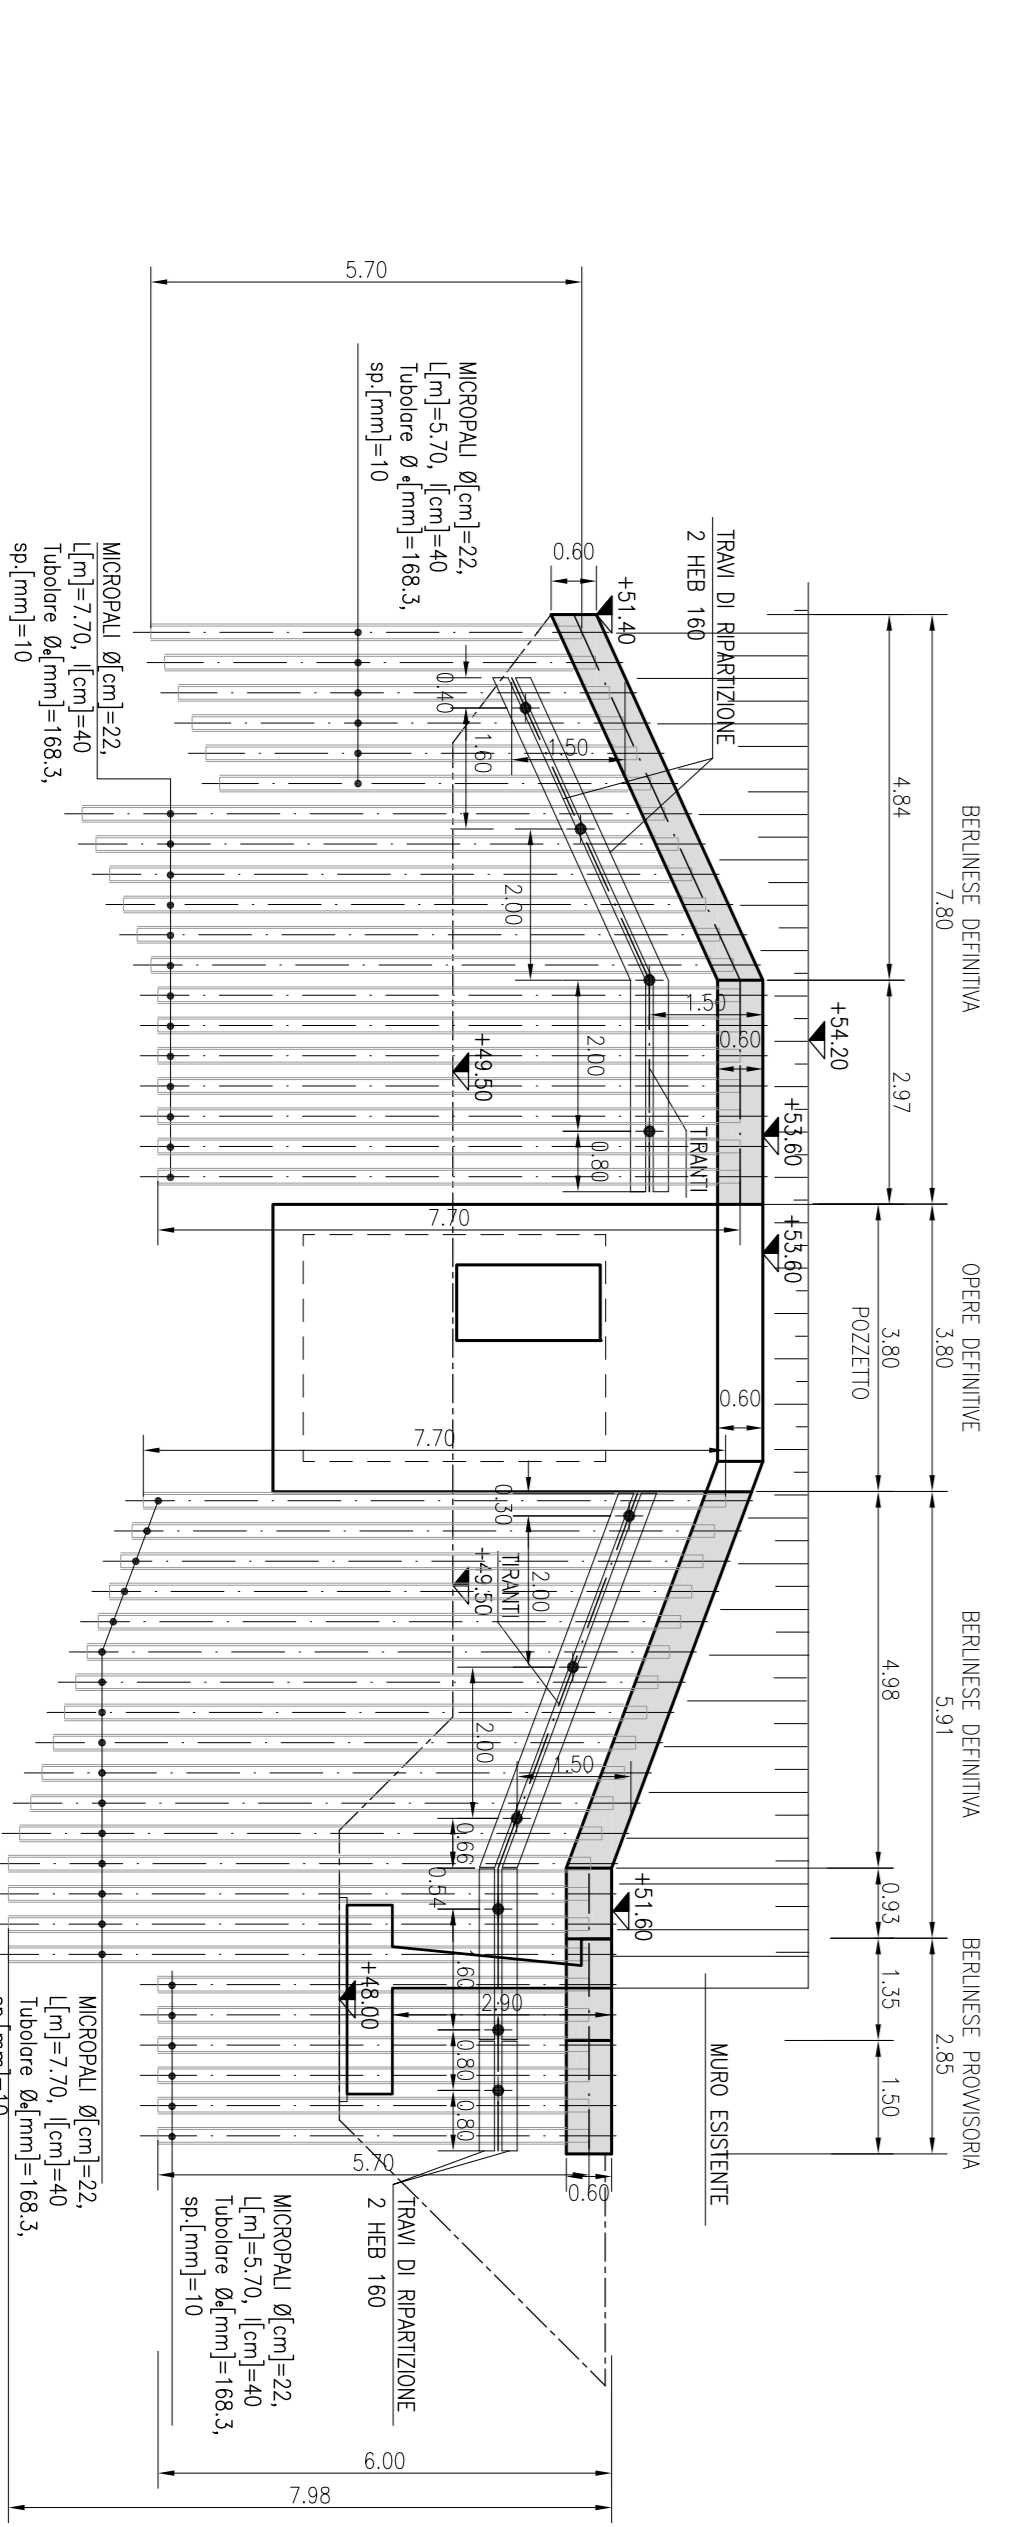 BERLINESE DEFINITIVA
7.80
4.84
2.97
OPERE DEFINITIVE
3.80
3.80
POZZETTO
BERLINESE DEFINITIVA
5.91
4.98
0.93
BERLINESE PROVVISORIA
2.85
1.35
1.50
MURO ESISTENTE
+54.20
+53.60
+53.60
+51.40
+51.60
TRAVI DI RIPARTIZIONE
2 HEB 160
0.60
1.50
0.40
1.60
2.00
1.50
0.60
2.00
0.80
TIRANTI
+49.50
7.70
0.60
7.70
0.30
2.00
TIRANTI
+49.50
2.00
1.50
0.66
0.54
.60
2.90
0.80
0.80
+48.00
5.70
0.60
5.70
MICROPALI Ø[cm]=22,
L[m]=5.70, I[cm]=40
Tubolare Øe[mm]=168.3,
sp.[mm]=10
MICROPALI Ø[cm]=22,
L[m]=7.70, I[cm]=40
Tubolare Øe[mm]=168.3,
sp.[mm]=10
MICROPALI Ø[cm]=22,
L[m]=7.70, I[cm]=40
Tubolare Øe[mm]=168.3,
sp.[mm]=10
TRAVI DI RIPARTIZIONE
2 HEB 160
MICROPALI Ø[cm]=22,
L[m]=5.70, I[cm]=40
Tubolare Øe[mm]=168.3,
sp.[mm]=10
6.00
7.98